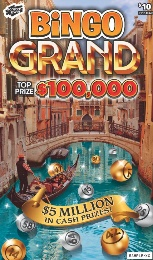 $10
BINGO
GRAND
TOP
PRIZE
$100,000
$5 MILLION
IN CASH PRIZES!